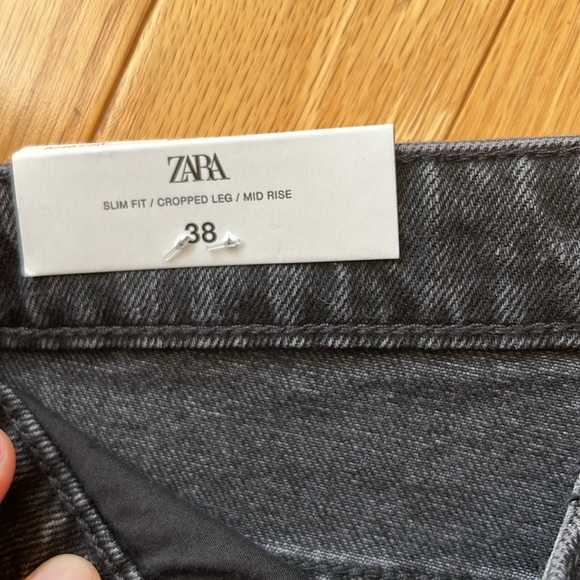 ZARA
SLIM FIT / CROPPED LEG / MID RISE
38